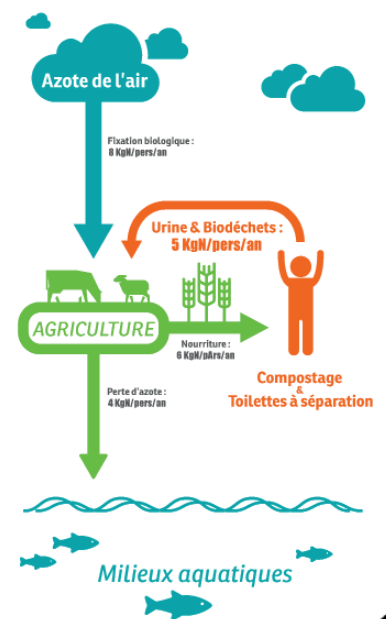 Azote de l'air
Fixation biologique :
8 KgN/pers/an
Urine & Biodéchets :
5 KgN/pers/an
AGRICULTURE
Nourriture :
6 KgN/pArs/an
Compostage
&
Toilettes à séparation
Perte d'azote :
4 KgN/pers/an
Milieux aquatiques